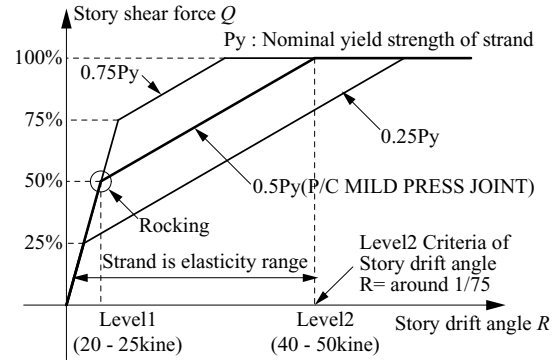 Story shear force Q
Py : Nominal yield strength of strand
100%
0.75Py
75%
0.25Py
50%
0.5Py(P/C MILD PRESS JOINT)
Rocking
25%
Level2 Criteria of
Story drift angle
R= around 1/75
Strand is elasticity range
Level1
(20 - 25kine)
Level2
(40 - 50kine)
Story drift angle R